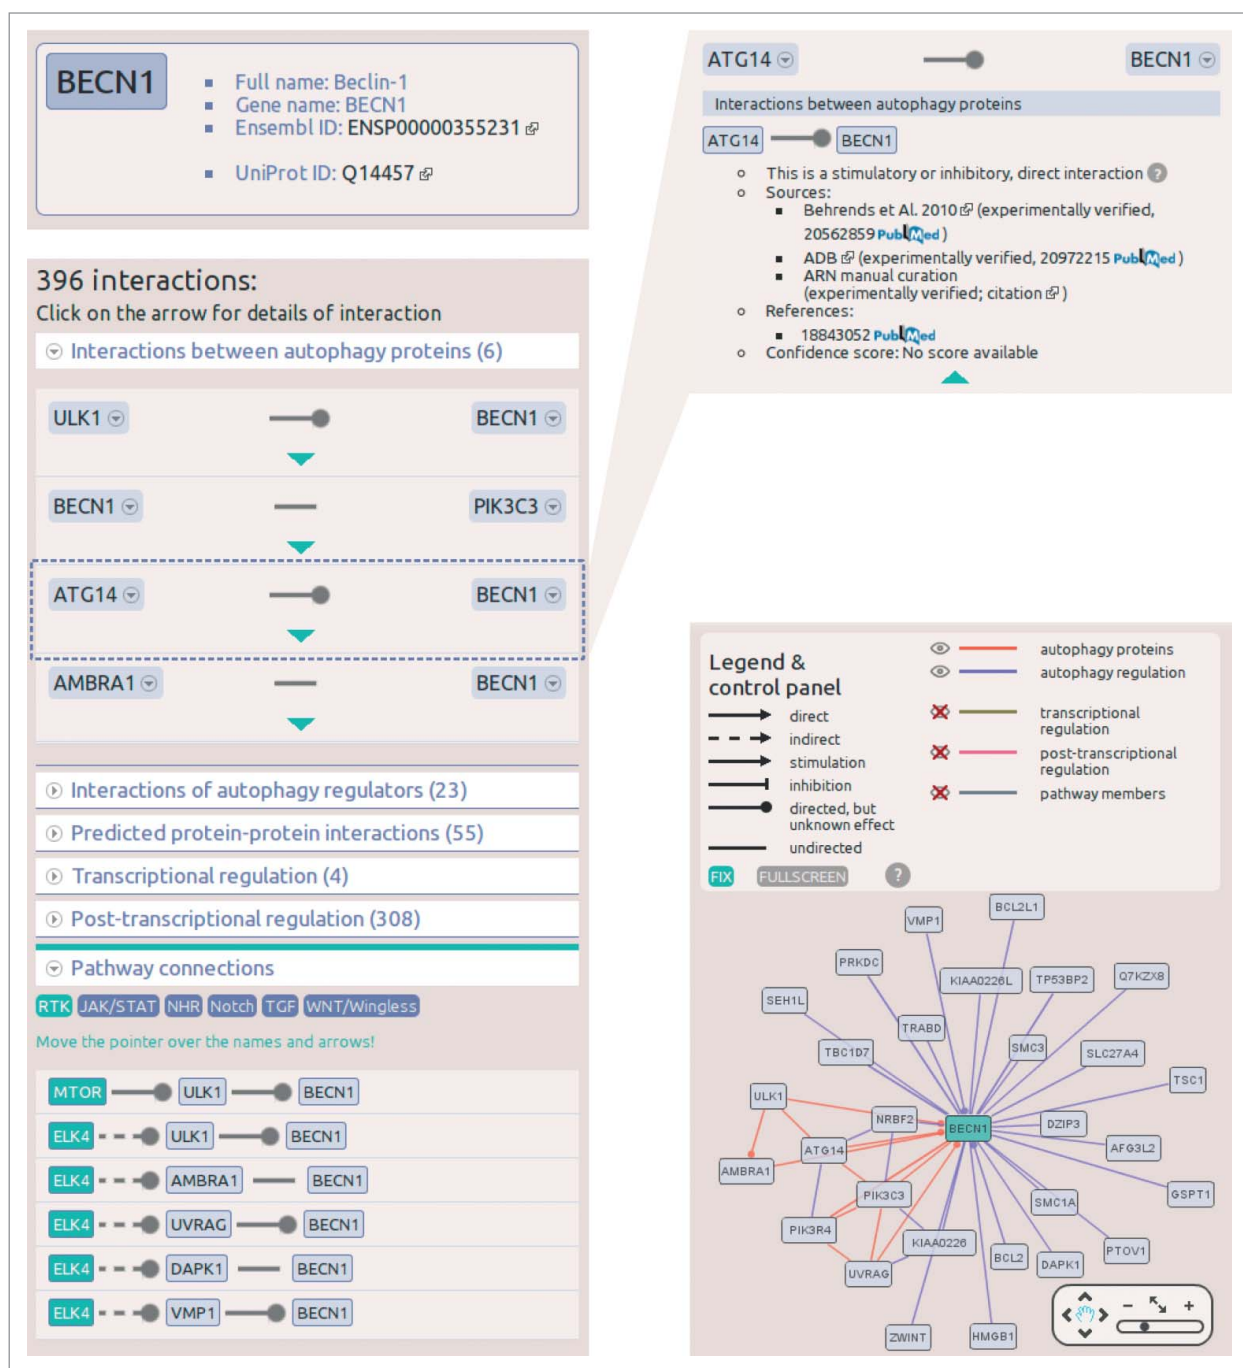 BECN1
Full name: Beclin-1
Gene name: BECN1
Ensembl ID: ENSP00000355231
UniProt ID: Q14457
396 interactions:
Click on the arrow for details of interaction
Interactions between autophagy proteins (6)
ULK1 BECN1
BECN1 PIK3C3
ATG14 BECN1
AMBRA1 BECN1
Interactions of autophagy regulators (23)
Predicted protein-protein interactions (55)
Transcriptional regulation (4)
Post-transcriptional regulation (308)
Pathway connections
RTK JAK/STAT NHR Notch TGF WNT/Wingless
Move the pointer over the names and arrows!
MTOR ULK1 BECN1
ELK4 ULK1 BECN1
ELK4 AMBRA1 BECN1
ELK4 UVRAG BECN1
ELK4 DAPK1 BECN1
ELK4 VMP1 BECN1
ATG14 BECN1
Interactions between autophagy proteins
ATG14 BECN1
This is a stimulatory or inhibitory, direct interaction ?
Sources:
Behrends et Al. 2010 (experimentally verified,
20562859 PubMed )
ADB (experimentally verified, 20972215 PubMed )
ARN manual curation
(experimentally verified; citation )
References:
18843052 PubMed
Confidence score: No score available
Legend &
control panel
direct
indirect
stimulation
inhibition
directed, but
unknown effect
undirected
autophagy proteins
autophagy regulation
transcriptional
regulation
post-transcriptional
regulation
pathway members
FIX FULLSCREEN ?
BCL2L1
VMP1
PRKDC
KIAA0226L
TP53BP2
Q7KZX8
SEH1L
TRABD
TBC1D7
SMC3
SLC27A4
TSC1
ULK1
NRBF2
BECN1
DZIP3
AFG3L2
ATG14
AMBRA1
PIK3C3
SMC1A
GSPT1
PIK3R4
KIAA0226
BCL2
DAPK1
PTOV1
UVRAG
ZWINT
HMGB1
− +